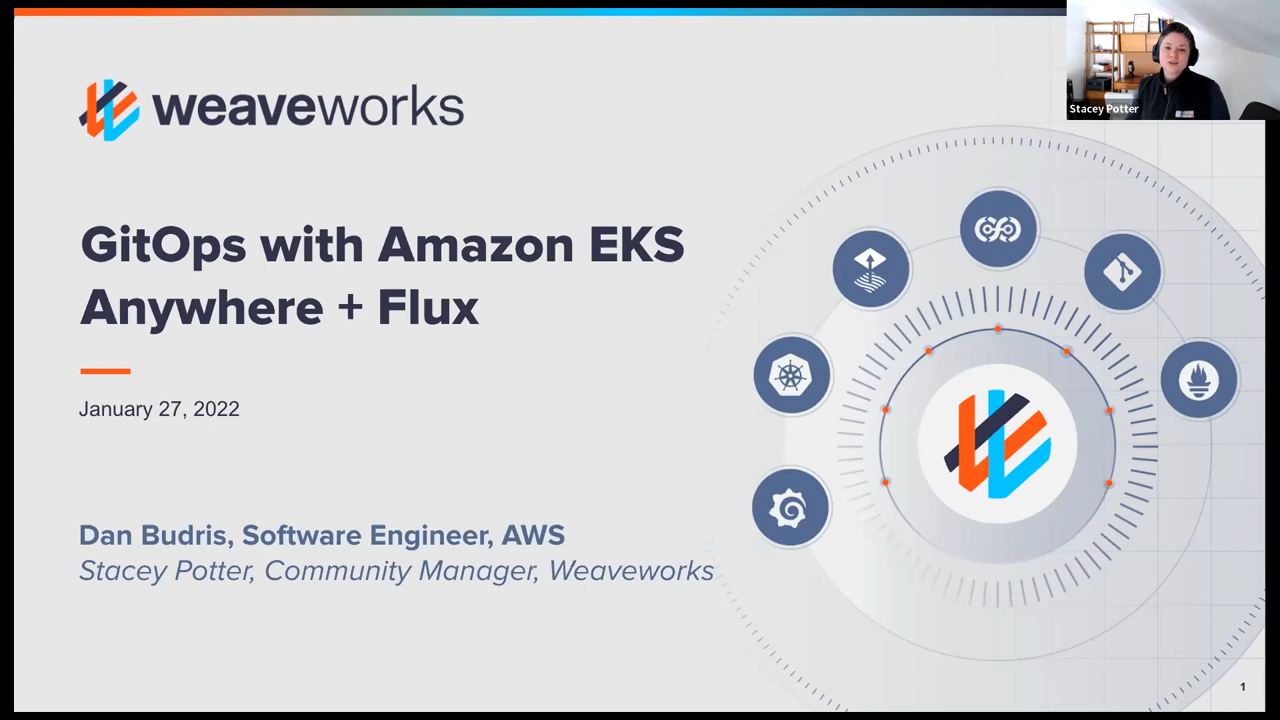 Stacey Potter
weaveworks
GitOps with Amazon EKS
Anywhere + Flux
January 27, 2022
Dan Budris, Software Engineer, AWS
Stacey Potter, Community Manager, Weaveworks
1